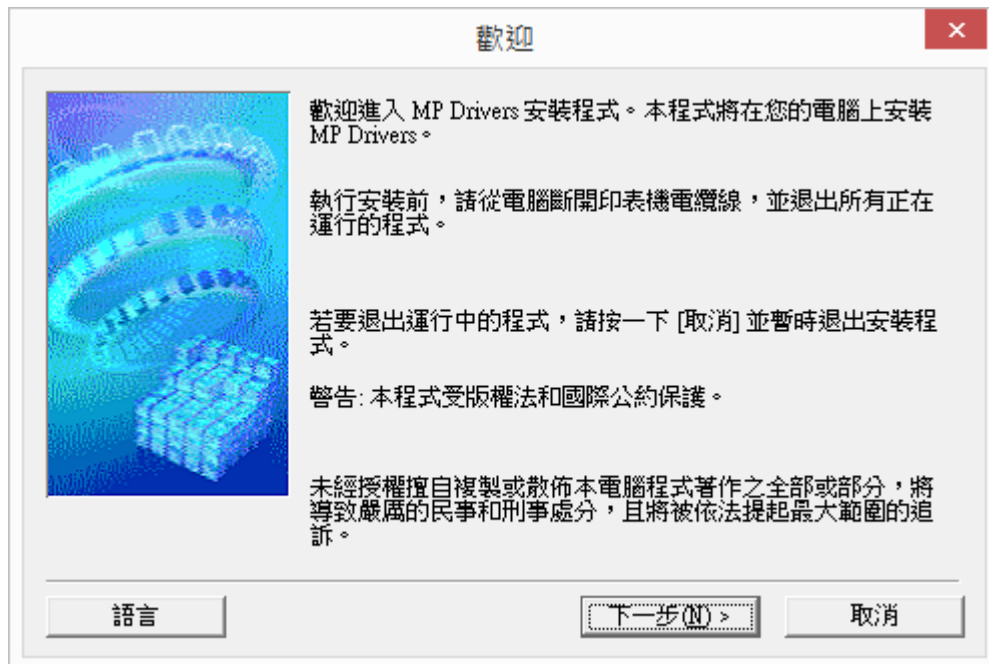 歡迎
歡迎進入 MP Drivers 安裝程式。本程式將在您的電腦上安裝
MP Drivers。
執行安裝前，請從電腦斷開印表機電纜線，並退出所有正在
運行的程式。
若要退出運行中的程式，請按一下 [取消] 並暫時退出安裝程
式。
警告: 本程式受版權法和國際公約保護。
未經授權擅自複製或散佈本電腦程式著作之全部或部分，將
導致嚴厲的民事和刑事處分，且將被依法提起最大範圍的追
訴。
語言
下一步(N) >
取消